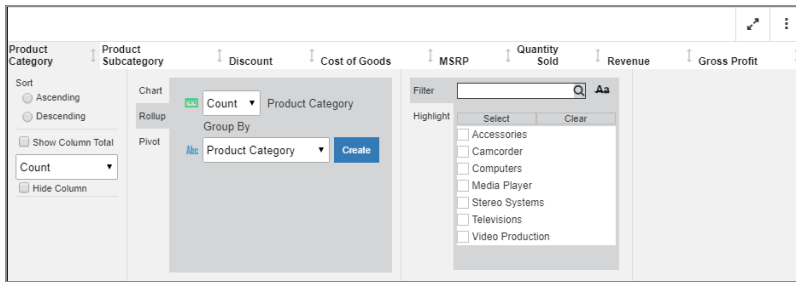 Product Category
Product Subcategory
Discount
Cost of Goods
MSRP
Quantity Sold
Revenue
Gross Profit
Sort
Ascending
Descending
Show Column Total
Count
Hide Column
Chart
Rollup
Pivot
Count Product Category
Group By
Abc Product Category Create
Filter
Aa
Highlight
Select Clear
Accessories
Camcorder
Computers
Media Player
Stereo Systems
Televisions
Video Production